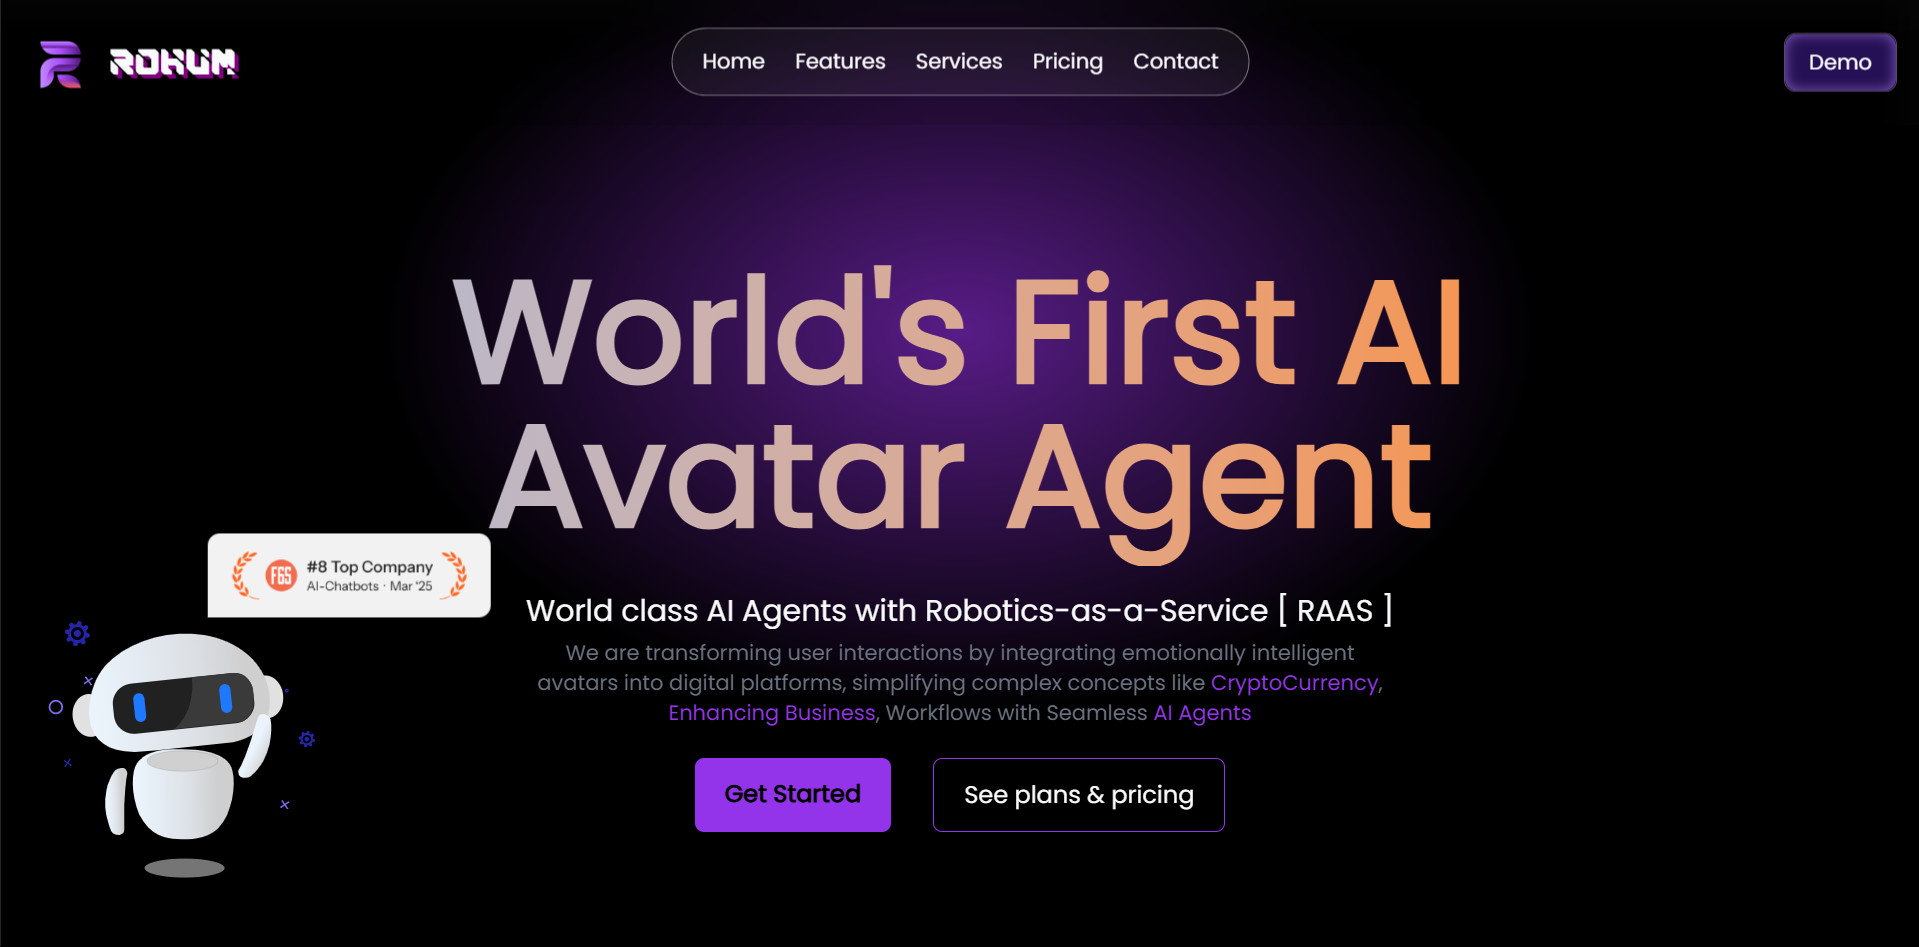 ROHUM
Home Features Services Pricing Contact
Demo
World's First AI
Avatar Agent
F6S
#8 Top Company
AI-Chatbots · Mar '25
World class AI Agents with Robotics-as-a-Service [ RAAS ]
We are transforming user interactions by integrating emotionally intelligent
avatars into digital platforms, simplifying complex concepts like CryptoCurrency,
Enhancing Business, Workflows with Seamless AI Agents
Get Started
See plans & pricing